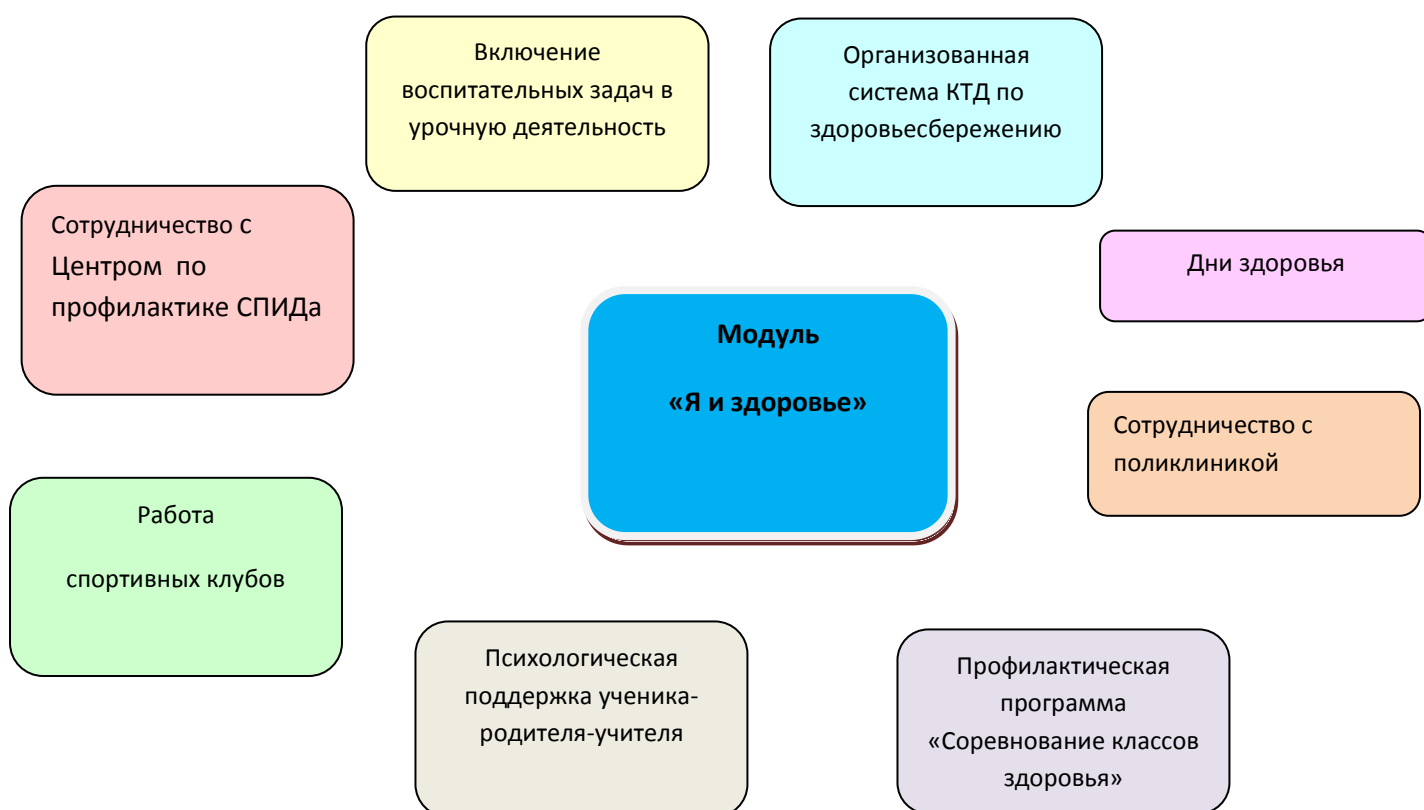 Включение
воспитательных задач в
урочную деятельность
Организованная
система КТД по
здоровьесбережению
Сотрудничество с
Центром по
профилактике СПИДа
Дни здоровья
Модуль
«Я и здоровье»
Сотрудничество с
поликлиникой
Работа
спортивных клубов
Психологическая
поддержка ученика-
родителя-учителя
Профилактическая
программа
«Соревнование классов
здоровья»